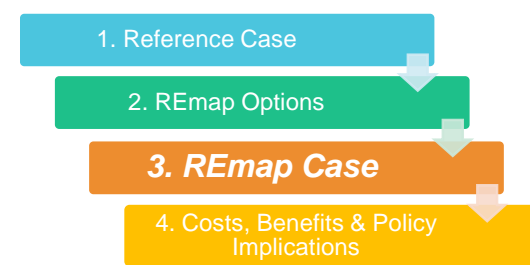 1. Reference Case
2. REmap Options
3. REmap Case
4. Costs, Benefits & Policy
Implications